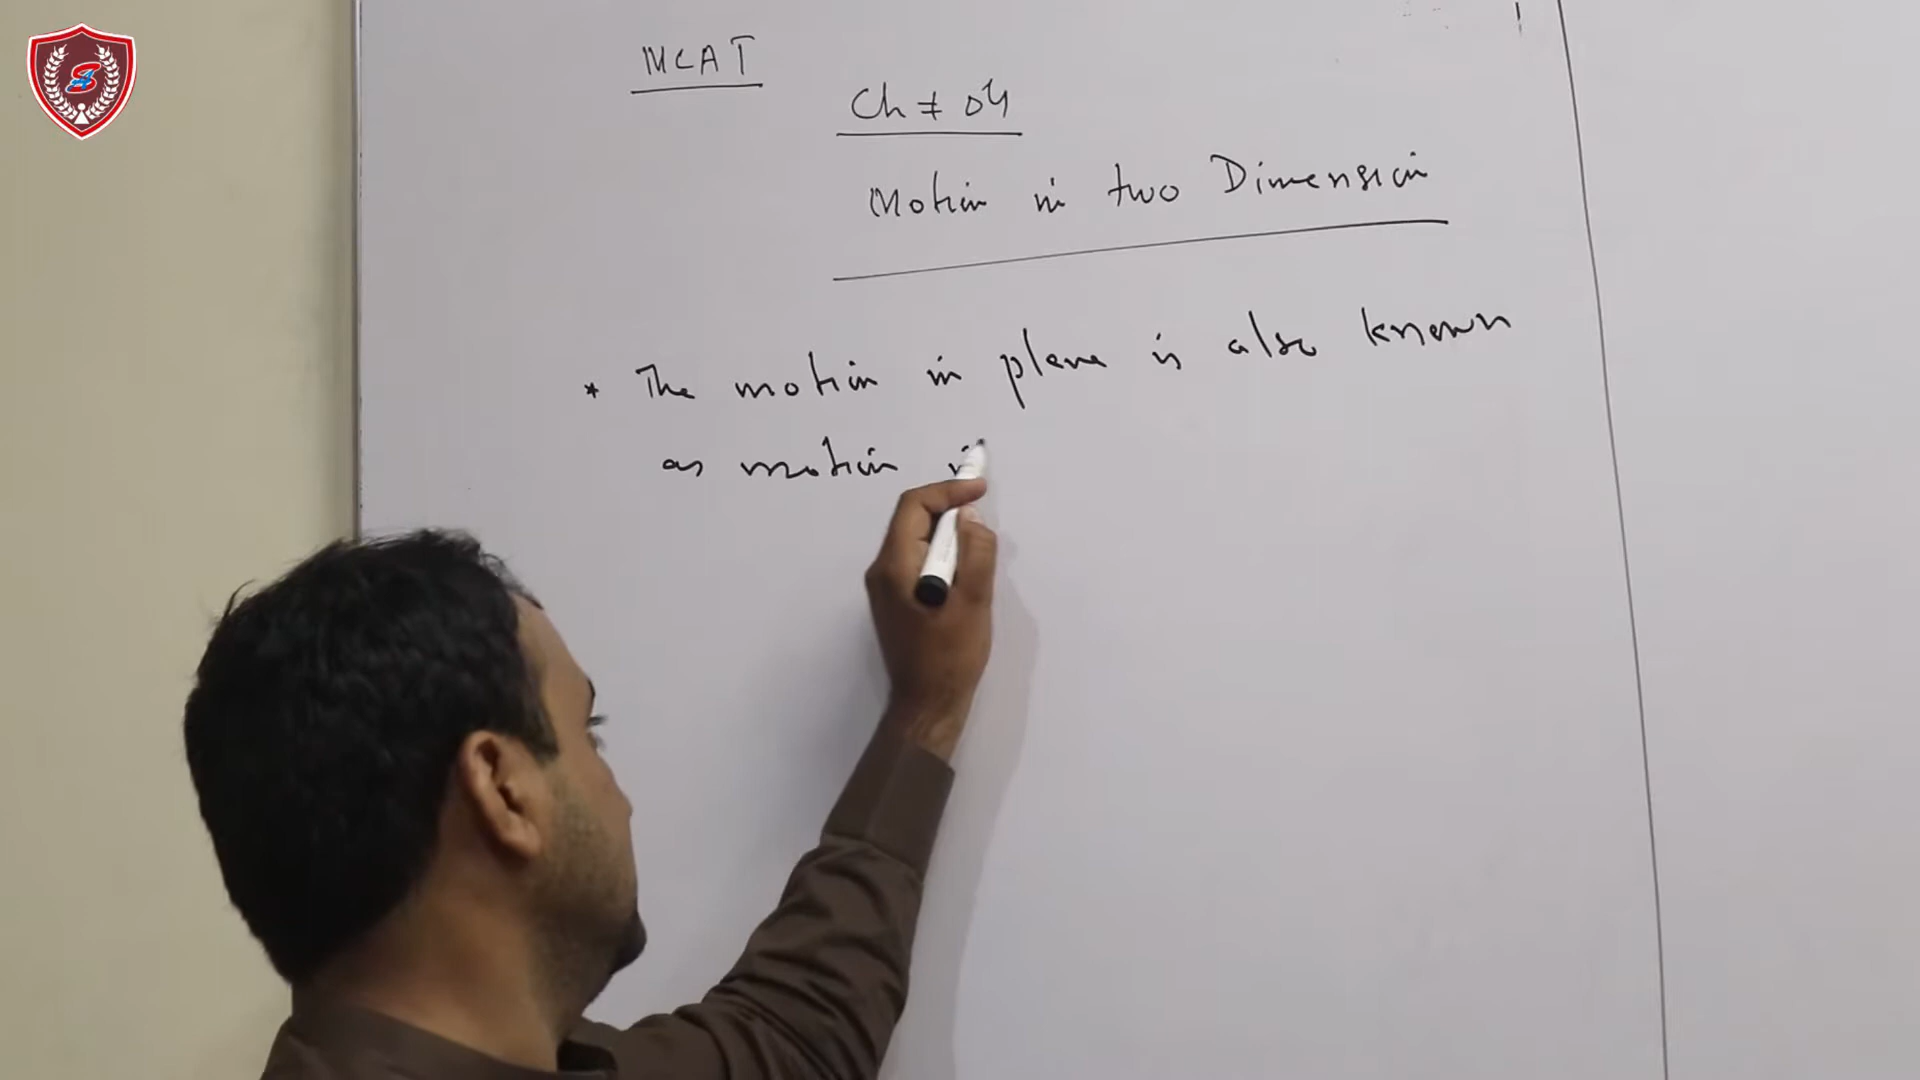 MCAT
Ch # 04
Motion in two Dimension
* The motion in plane is also known
as motion i